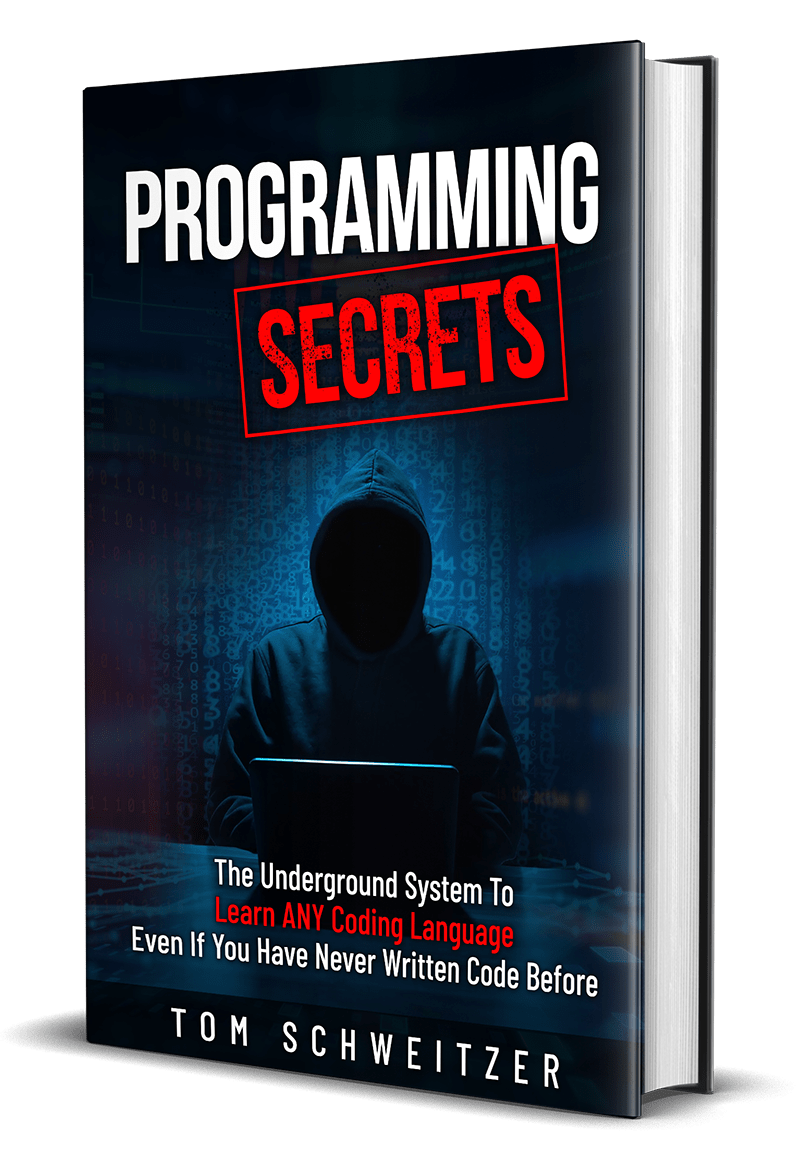 PROGRAMMING
SECRETS
The Underground System To
Learn ANY Coding Language
Even If You Have Never Written Code Before
TOM SCHWEITZER